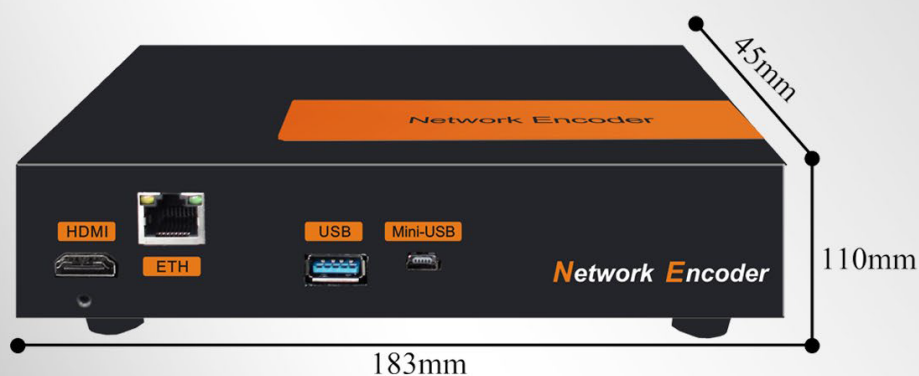 45mm
Network Encoder
HDMI
ETH
USB
Mini-USB
Network Encoder
110mm
183mm